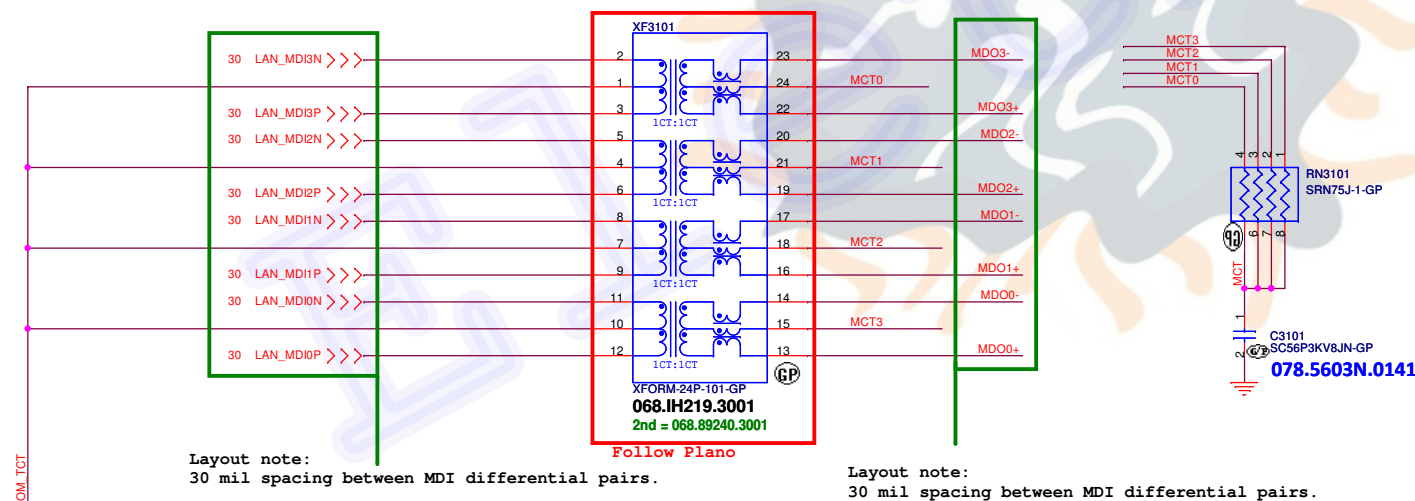 XF3101
30 LAN_MDI3N 2 23 MDO3-
1 24 MCT0
30 LAN_MDI3P 3 22 MDO3+
1CT:1CT
30 LAN_MDI2N 5 20 MDO2-
4 21 MCT1
30 LAN_MDI2P 6 19 MDO2+
1CT:1CT
30 LAN_MDI1N 8 17 MDO1-
7 18 MCT2
30 LAN_MDI1P 9 16 MDO1+
1CT:1CT
30 LAN_MDI0N 11 14 MDO0-
10 15 MCT3
30 LAN_MDI0P 12 13 MDO0+
1CT:1CT
GP
XFORM-24P-101-GP
068.IH219.3001
2nd = 068.89240.3001
Follow Plano
MCT3
MCT2
MCT1
MCT0
4 3 2 1
RN3101
SRN75J-1-GP
6 7 8
MCT
1
C3101
SC56P3KV8JN-GP
2
078.5603N.0141
OM_TCT
Layout note:
30 mil spacing between MDI differential pairs.
Layout note:
30 mil spacing between MDI differential pairs.